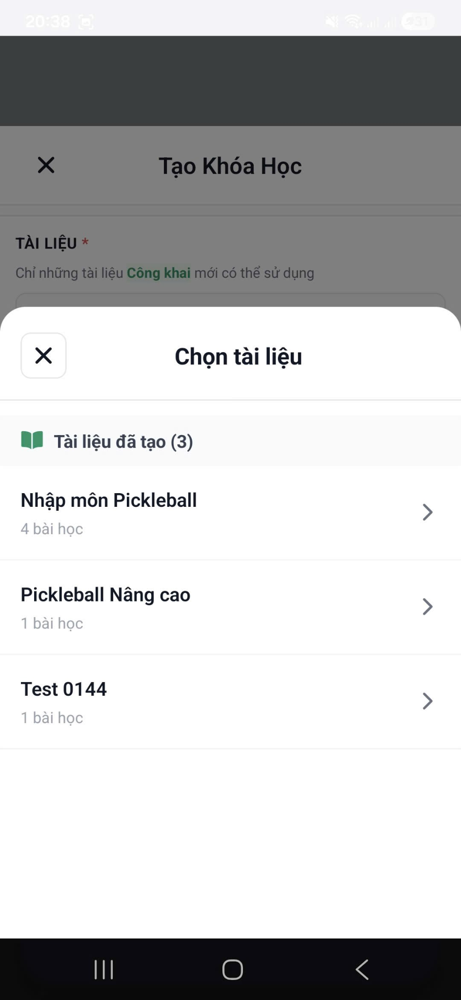 20:38
31
Tạo Khóa Học
TÀI LIỆU *
Chỉ những tài liệu Công khai mới có thể sử dụng
Chọn tài liệu
Tài liệu đã tạo (3)
Nhập môn Pickleball
4 bài học
Pickleball Nâng cao
1 bài học
Test 0144
1 bài học